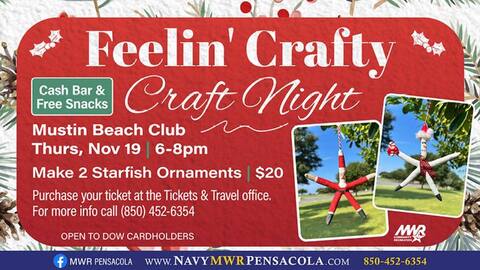 Feelin' Crafty
Craft Night
Cash Bar &
Free Snacks
Mustin Beach Club
Thurs, Nov 19 | 6-8pm
Make 2 Starfish Ornaments | $20
Purchase your ticket at the Tickets & Travel office.
For more info call (850) 452-6354
OPEN TO DOW CARDHOLDERS
MWR
MWR PENSACOLA
www.NavyMWRPensacola.com
850-452-6354